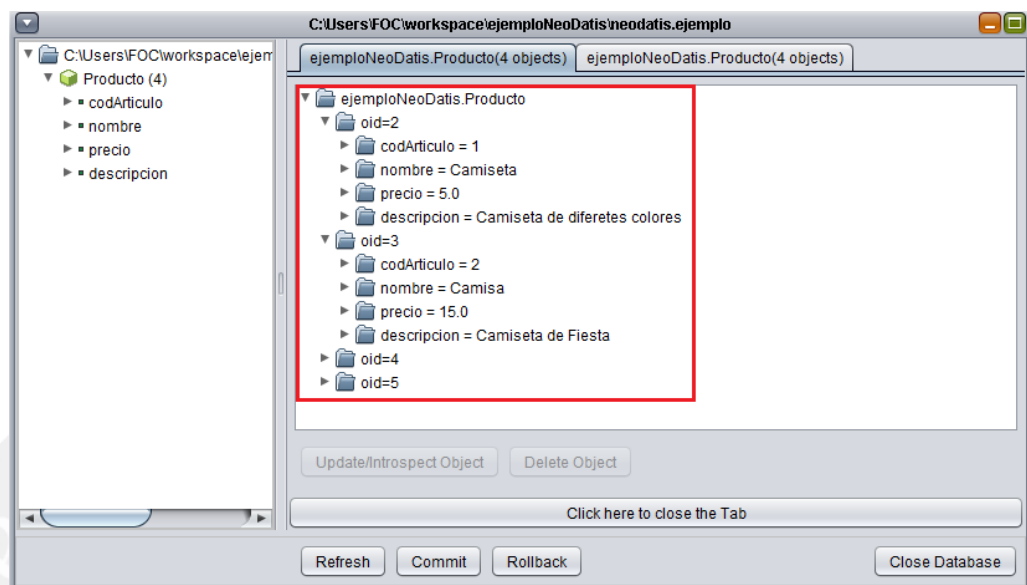 C:\Users\FOC\workspace\ejemploNeoDatis\neodatis.ejemplo
C:\Users\FOC\workspace\ejem
Producto (4)
codArticulo
nombre
precio
descripcion
ejemploNeoDatis.Producto(4 objects)
ejemploNeoDatis.Producto(4 objects)
ejemploNeoDatis.Producto
oid=2
codArticulo = 1
nombre = Camiseta
precio = 5.0
descripcion = Camiseta de diferetes colores
oid=3
codArticulo = 2
nombre = Camisa
precio = 15.0
descripcion = Camiseta de Fiesta
oid=4
oid=5
Update/Introspect Object
Delete Object
Click here to close the Tab
Refresh
Commit
Rollback
Close Database